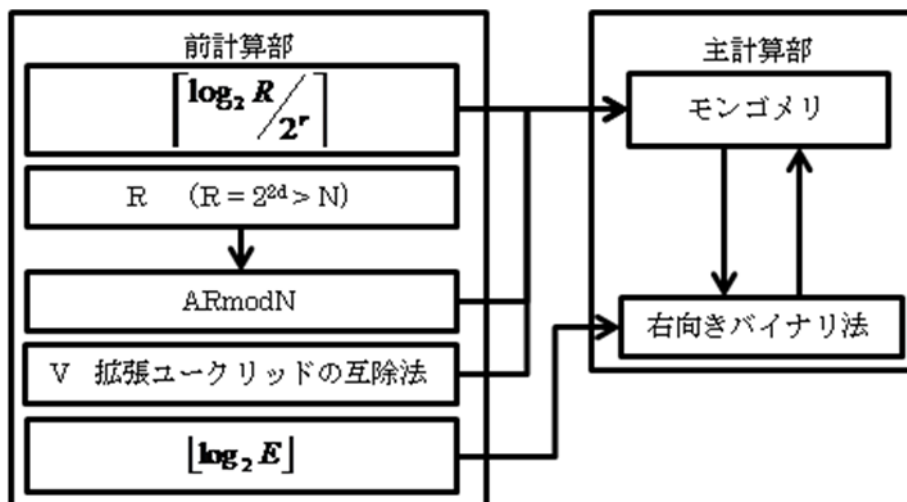 前計算部
⌈log₂ R / 2ʳ⌉
R (R = 2²ᵈ > N)
ARmodN
V 拡張ユークリッドの互除法
⌊log₂ E⌋
主計算部
モンゴメリ
右向きバイナリ法